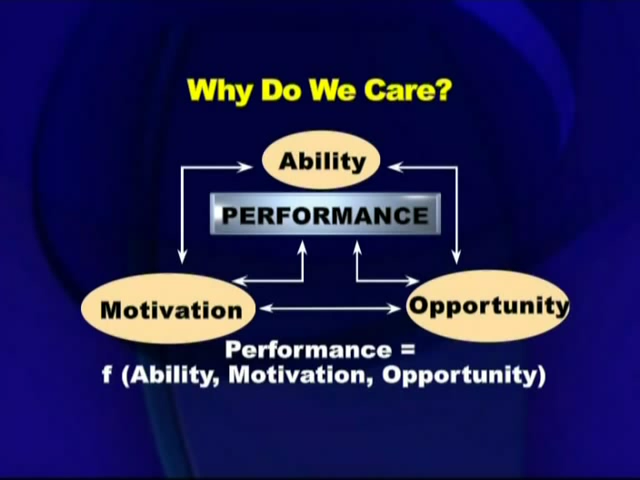 Why Do We Care?
Ability
PERFORMANCE
Motivation
Opportunity
Performance =
f (Ability, Motivation, Opportunity)